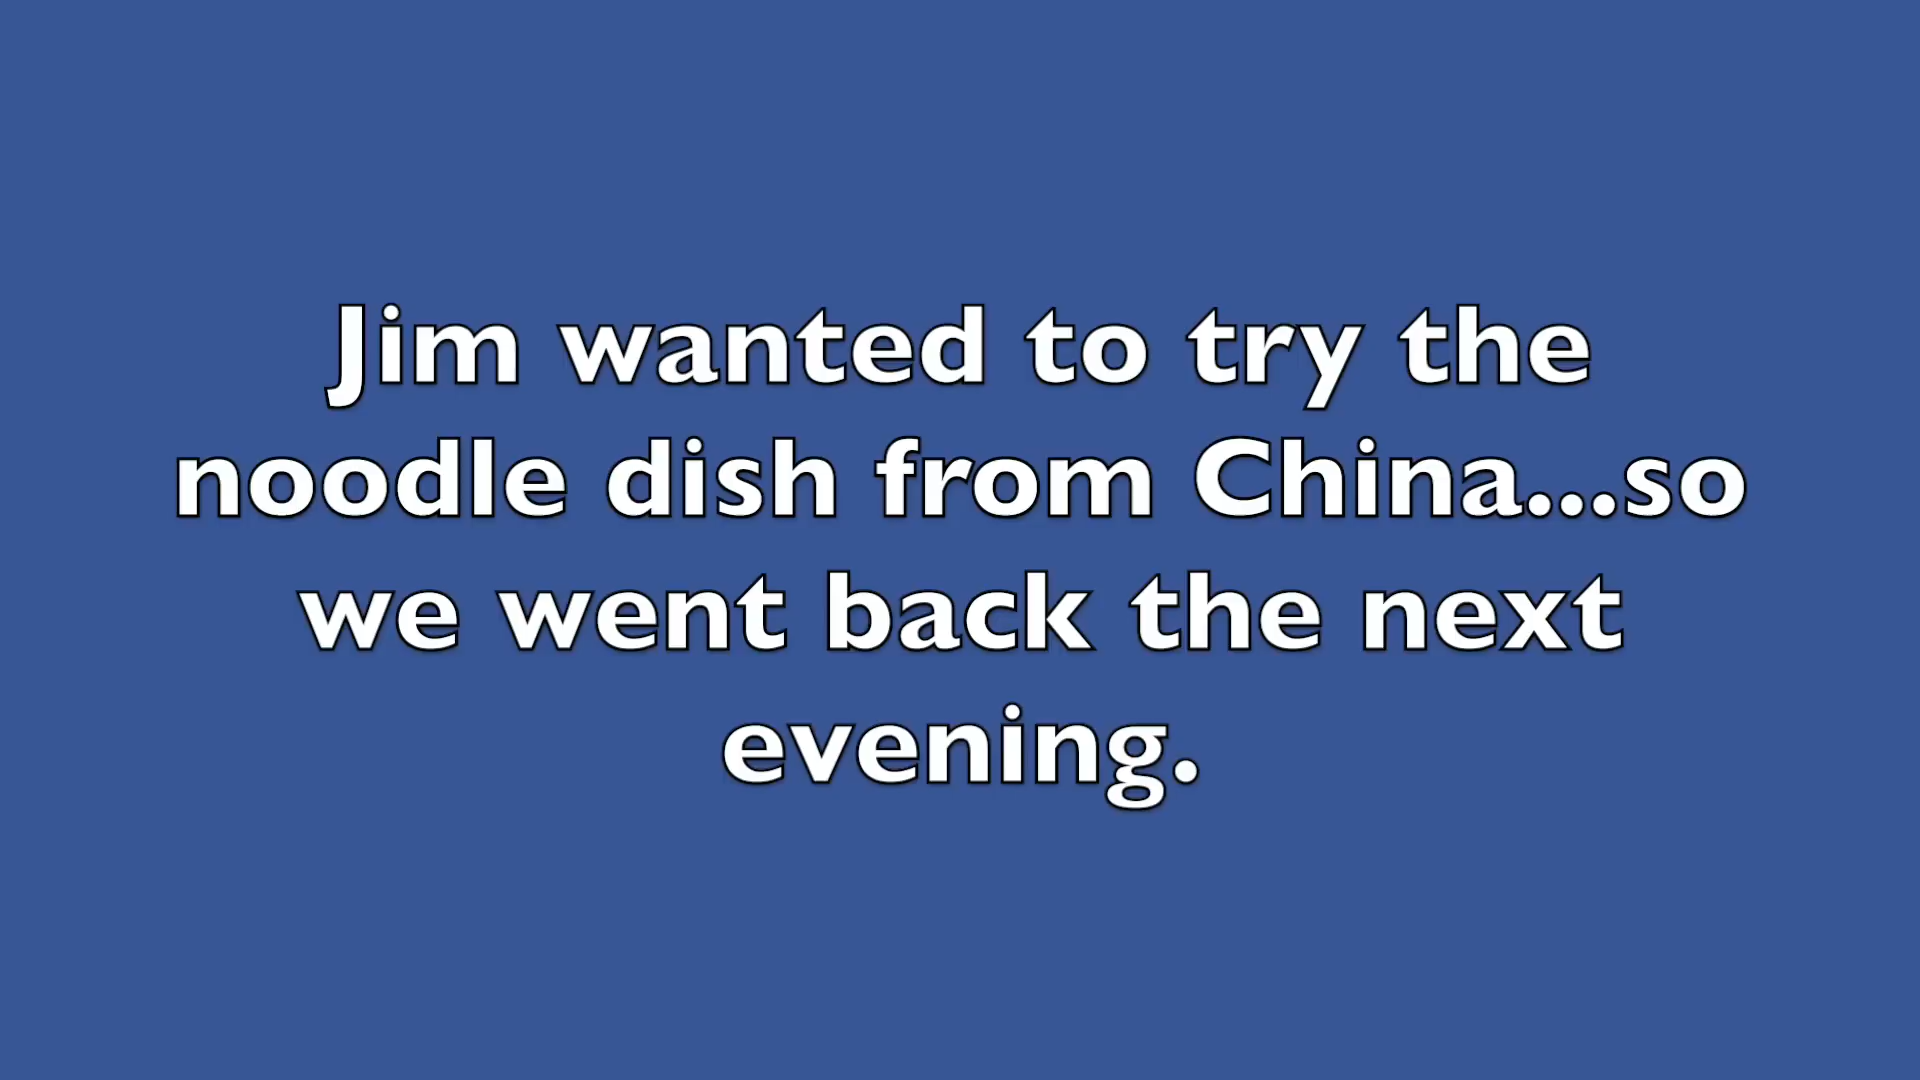 Jim wanted to try the
noodle dish from China...so
we went back the next
evening.